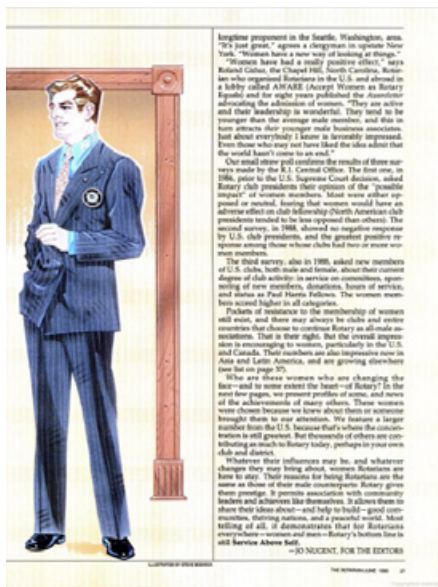 longtime proponent in the Seattle, Washington, area.
"It's just great," agrees a clergyman in upstate New
York. "Women have a new way of looking at things."
"Women have had a really positive effect," says
Roland Giduz, the Chapel Hill, North Carolina, Rotar-
ian who organized Rotarians in the U.S. and abroad in
a lobby called AWARE (Accept Women as Rotary
Equals) and for eight years published the Awareletter
advocating the admission of women. "They are active
and their leadership is wonderful. They tend to be
younger than the average male member, and this in
turn attracts their younger male business associates.
Just about everybody I know is favorably impressed.
Even those who may not have liked the idea admit that
the world hasn't come to an end."
Our small straw poll confirms the results of three sur-
veys made by the R.I. Central Office. The first one, in
1986, prior to the U.S. Supreme Court decision, asked
Rotary club presidents their opinion of the "possible
impact" of women members. Most were either op-
posed or neutral, fearing that women would have an
adverse effect on club fellowship (North American club
presidents tended to be less opposed than others). The
second survey, in 1988, showed no negative response
by U.S. club presidents, and the greatest positive re-
sponse among those whose clubs had two or more wo-
men members.
The third survey, also in 1988, asked new members
of U.S. clubs, both male and female, about their current
degree of club activity: in service on committees, spon-
soring of new members, donations, hours of service,
and status as Paul Harris Fellows. The women mem-
bers scored higher in all categories.
Pockets of resistance to the membership of women
still exist, and there may always be clubs and entire
countries that choose to continue Rotary as all-male as-
sociations. That is their right. But the overall impres-
sion is encouraging to women, particularly in the U.S.
and Canada. Their numbers are also impressive now in
Asia and Latin America, and are growing elsewhere
(see list on page 37).
Who are these women who are changing the
face—and to some extent the heart—of Rotary? In the
next few pages, we present profiles of some, and news
of the achievements of many others. These women
were chosen because we knew about them or someone
brought them to our attention. We feature a larger
number from the U.S. because that's where the concen-
tration is still greatest. But thousands of others are con-
tributing as much to Rotary today, perhaps in your own
club and district.
Whatever their influences may be, and whatever
changes they may bring about, women Rotarians are
here to stay. Their reasons for being Rotarians are the
same as those of their male counterparts: Rotary gives
them prestige. It permits association with community
leaders and achievers like themselves. It allows them to
share their ideas about—and help to build—good com-
munities, thriving nations, and a peaceful world. Most
telling of all, it demonstrates that for Rotarians
everywhere—women and men—Rotary's bottom line is
still Service Above Self.
—JO NUGENT, FOR THE EDITORS
THE ROTARIAN/JUNE 1990